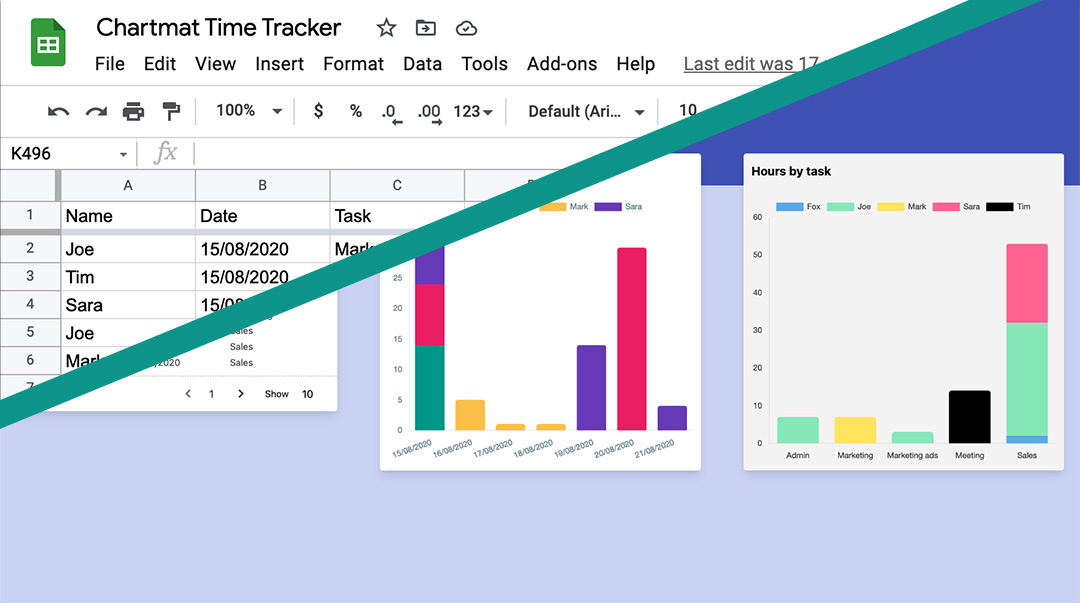 Chartmat Time Tracker
File Edit View Insert Format Data Tools Add-ons Help Last edit was 17
100% $ % .0 .00 123 Default (Ari... 10
K496 fx
A B C
1 Name Date Task
2 Joe 15/08/2020
3 Tim 15/08/2020
4 Sara
5 Joe
6
7
Sales
Sales
Sales
1 Show 10
Mark Sara
25
20
15
10
5
0
15/08/2020 16/08/2020 17/08/2020 18/08/2020 19/08/2020 20/08/2020 21/08/2020
Hours by task
Fox Joe Mark Sara Tim
60
50
40
30
20
10
0
Admin Marketing Marketing ads Meeting Sales